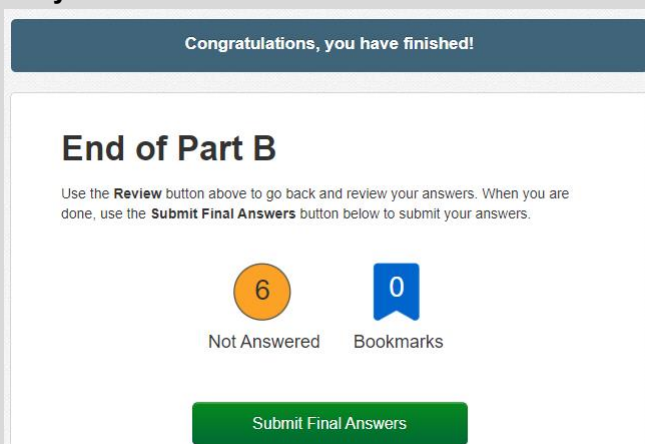 Congratulations, you have finished!
End of Part B
Use the Review button above to go back and review your answers. When you are
done, use the Submit Final Answers button below to submit your answers.
6
0
Not Answered
Bookmarks
Submit Final Answers